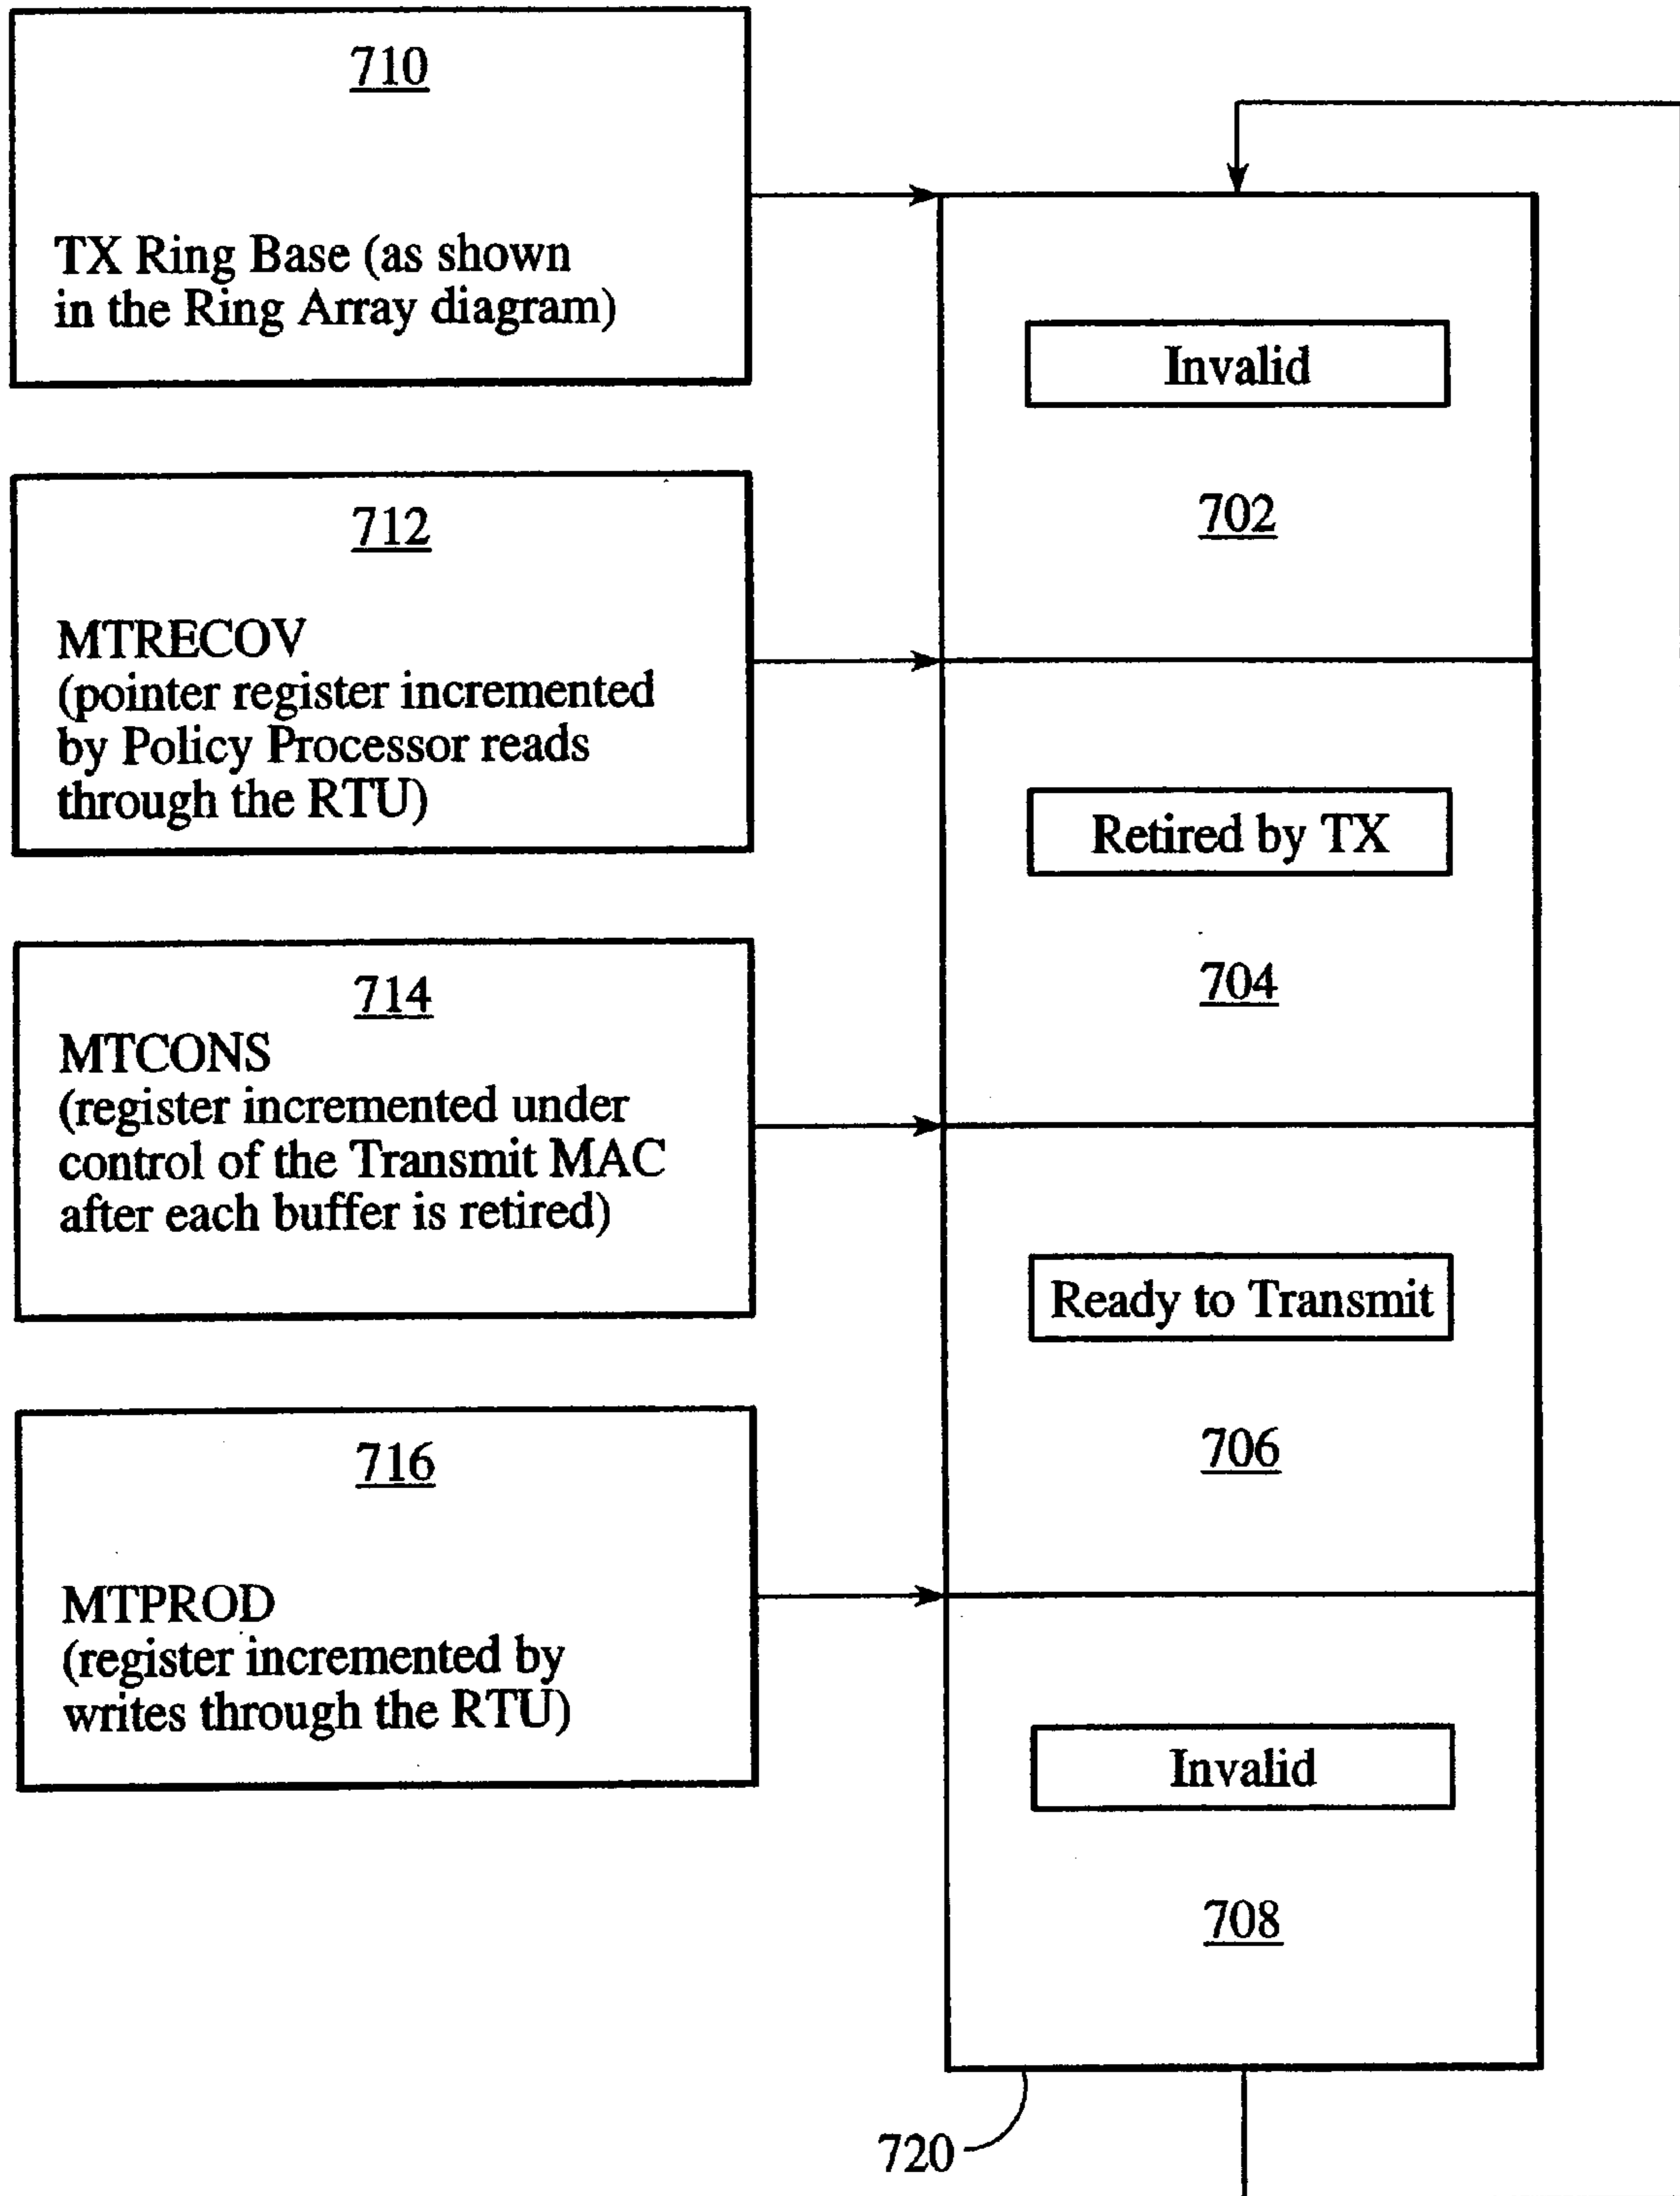 710
TX Ring Base (as shown
in the Ring Array diagram)
Invalid
702
712
MTRECOV
(pointer register incremented
by Policy Processor reads
through the RTU)
Retired by TX
704
714
MTCONS
(register incremented under
control of the Transmit MAC
after each buffer is retired)
Ready to Transmit
706
716
MTPROD
(register incremented by
writes through the RTU)
Invalid
708
720